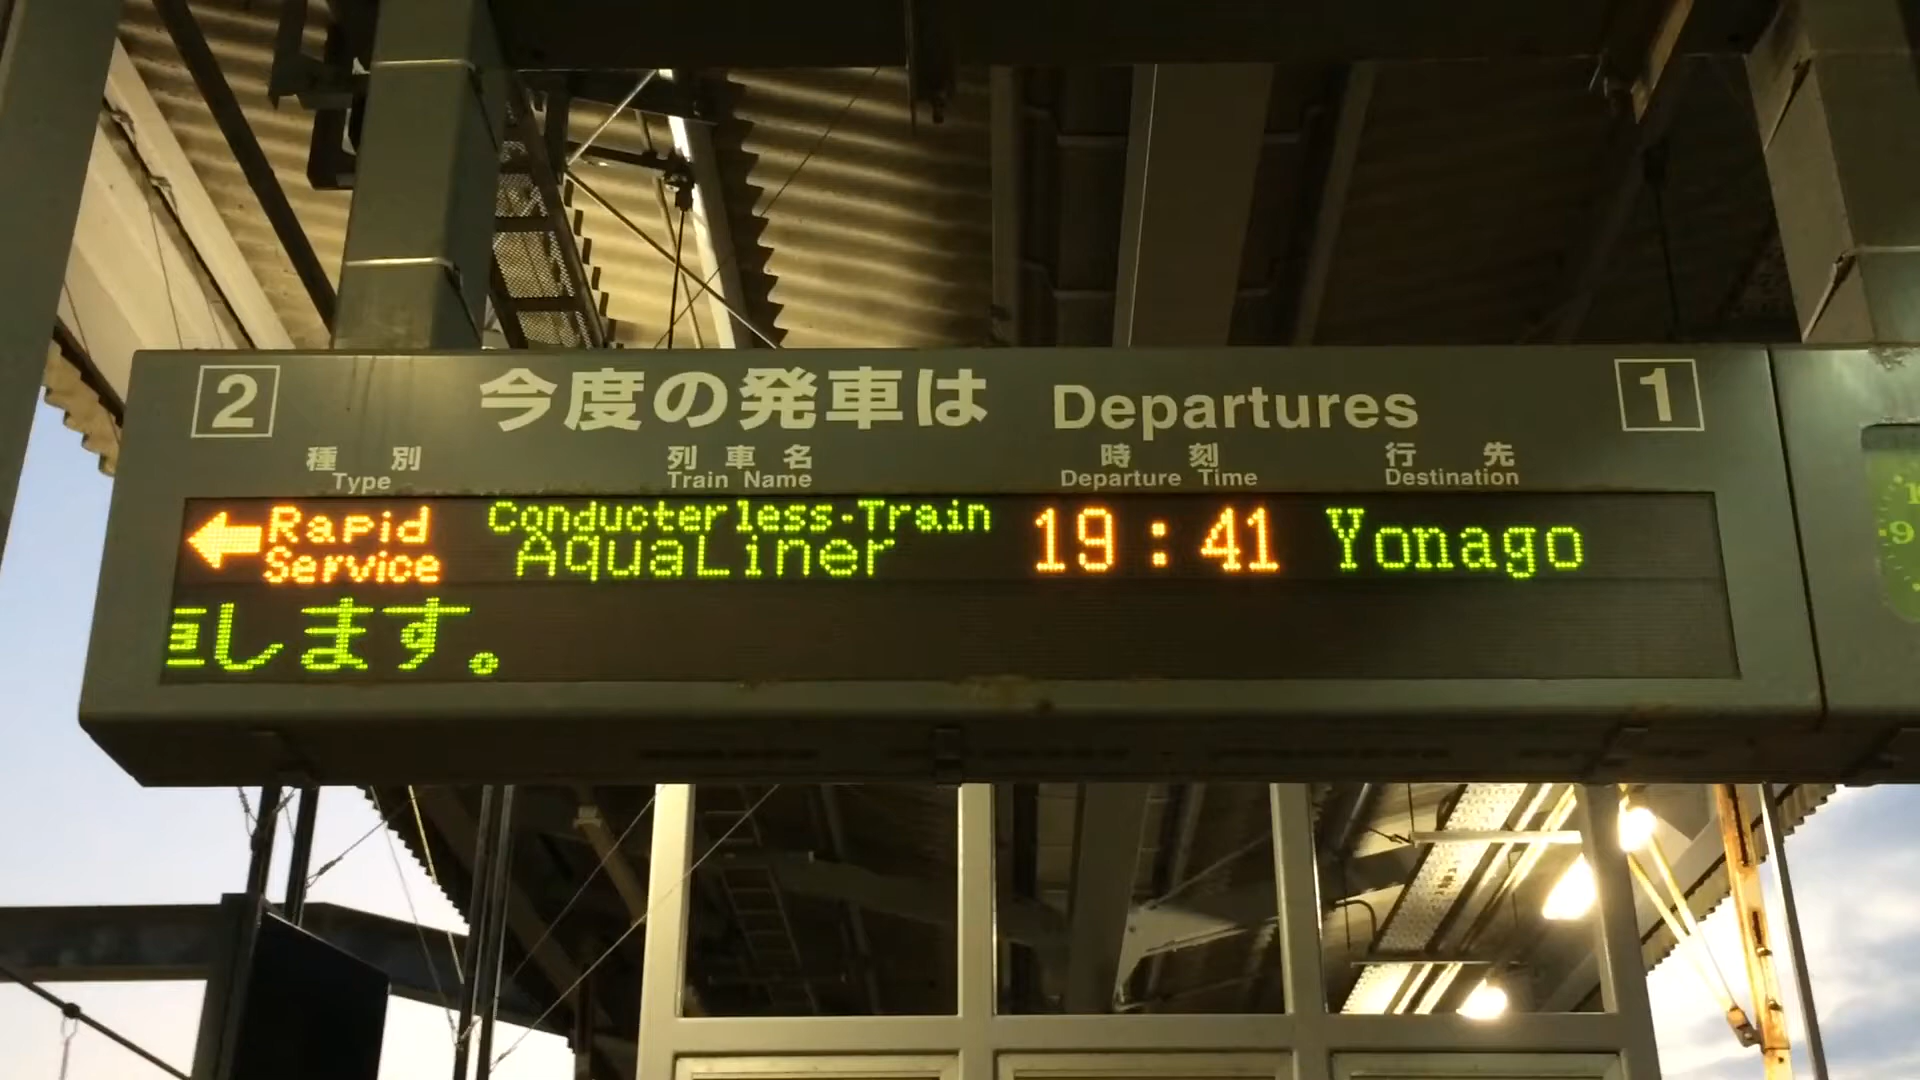 2 今度の発車は Departures 1
種別 列車名 時刻 行先
Type Train Name Departure Time Destination
Rapid Service Conducterless-Train AquaLiner 19:41 Yonago
します。
9